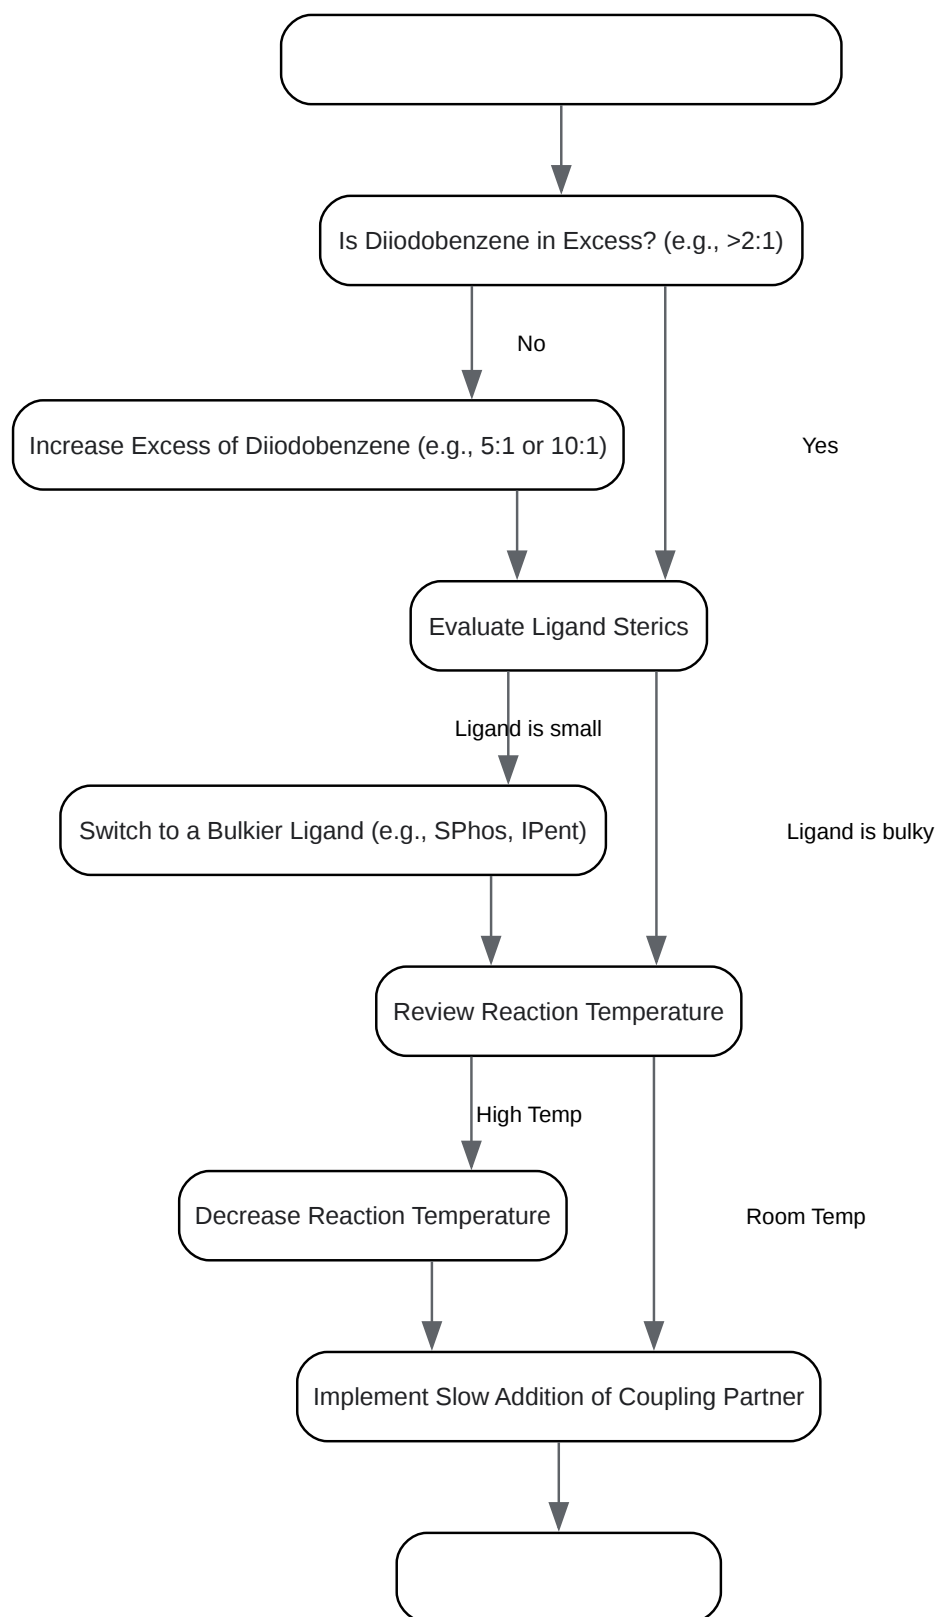 Is Diiodobenzene in Excess? (e.g., >2:1)
No
Increase Excess of Diiodobenzene (e.g., 5:1 or 10:1)
Yes
Evaluate Ligand Sterics
Ligand is small
Switch to a Bulkier Ligand (e.g., SPhos, IPent)
Ligand is bulky
Review Reaction Temperature
High Temp
Decrease Reaction Temperature
Room Temp
Implement Slow Addition of Coupling Partner